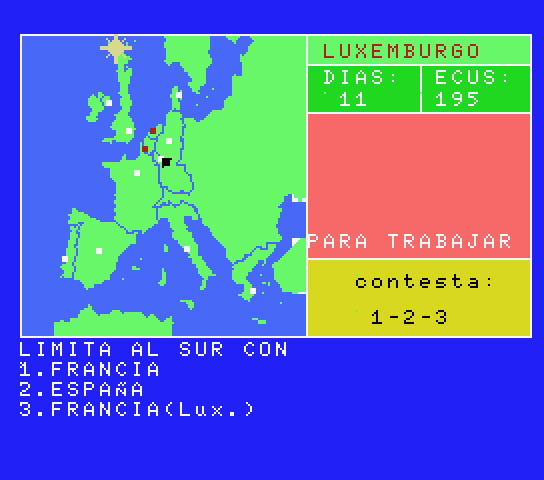 LUXEMBURGO
DIAS: ECUS:
11 195
PARA TRABAJAR
contesta:
1-2-3
LIMITA AL SUR CON
1.FRANCIA
2.ESPAÑA
3.FRANCIA(Lux.)